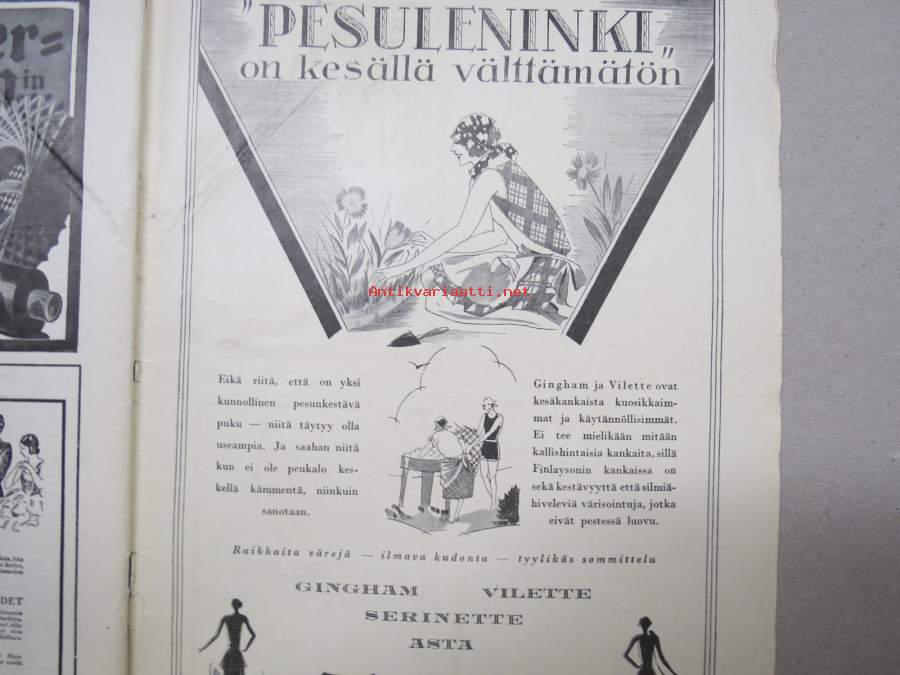 er=
in
DET
"PESULENINKI„
on kesällä välttämätön
Antikvariaatti.net
Eikä riitä, että on yksi
kunnollinen pesunkestävä
puku — niitä täytyy olla
useampia. Ja saahan niitä
kun ei ole peukalo kes-
kellä kämmentä, niinkuin
sanotaan.
Gingham ja Vilette ovat
kesäkankaista kuosikkaim-
mat ja käytännöllisimmät.
Ei tee mielikään mitään
kallishintaisia kankaita, sillä
Finlaysonin kankaissa on
sekä kestävyyttä että silmiä-
hiveleviä värisointuja, jotka
eivät pestessä luovu.
Raikkaita värejä — ilmava kudonta — tyylikäs sommittelu
GINGHAM VILETTE
SERINETTE
ASTA